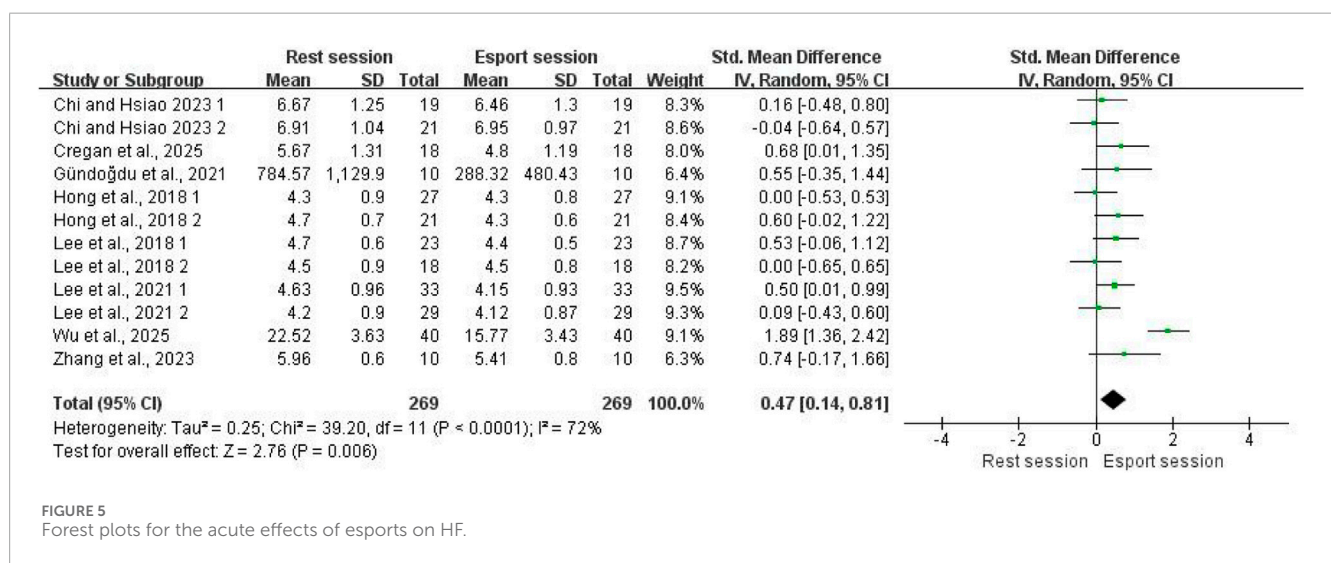 Rest session Esport session Std. Mean Difference Std. Mean Difference
Study or Subgroup Mean SD Total Mean SD Total Weight IV, Random, 95% CI IV, Random, 95% CI
Chi and Hsiao 2023 1 6.67 1.25 19 6.46 1.3 19 8.3% 0.16 [-0.48, 0.80]
Chi and Hsiao 2023 2 6.91 1.04 21 6.95 0.97 21 8.6% -0.04 [-0.64, 0.57]
Cregan et al., 2025 5.67 1.31 18 4.8 1.19 18 8.0% 0.68 [0.01, 1.35]
Gündoğdu et al., 2021 784.57 1,129.9 10 288.32 480.43 10 6.4% 0.55 [-0.35, 1.44]
Hong et al., 2018 1 4.3 0.9 27 4.3 0.8 27 9.1% 0.00 [-0.53, 0.53]
Hong et al., 2018 2 4.7 0.7 21 4.3 0.6 21 8.4% 0.60 [-0.02, 1.22]
Lee et al., 2018 1 4.7 0.6 23 4.4 0.5 23 8.7% 0.53 [-0.06, 1.12]
Lee et al., 2018 2 4.5 0.9 18 4.5 0.8 18 8.2% 0.00 [-0.65, 0.65]
Lee et al., 2021 1 4.63 0.96 33 4.15 0.93 33 9.5% 0.50 [0.01, 0.99]
Lee et al., 2021 2 4.2 0.9 29 4.12 0.87 29 9.3% 0.09 [-0.43, 0.60]
Wu et al., 2025 22.52 3.63 40 15.77 3.43 40 9.1% 1.89 [1.36, 2.42]
Zhang et al., 2023 5.96 0.6 10 5.41 0.8 10 6.3% 0.74 [-0.17, 1.66]
Total (95% CI) 269 269 100.0% 0.47 [0.14, 0.81]
Heterogeneity: Tau² = 0.25; Chi² = 39.20, df = 11 (P < 0.0001); I² = 72%
Test for overall effect: Z = 2.76 (P = 0.006)
-4 -2 0 2 4
Rest session Esport session
FIGURE 5
Forest plots for the acute effects of esports on HF.